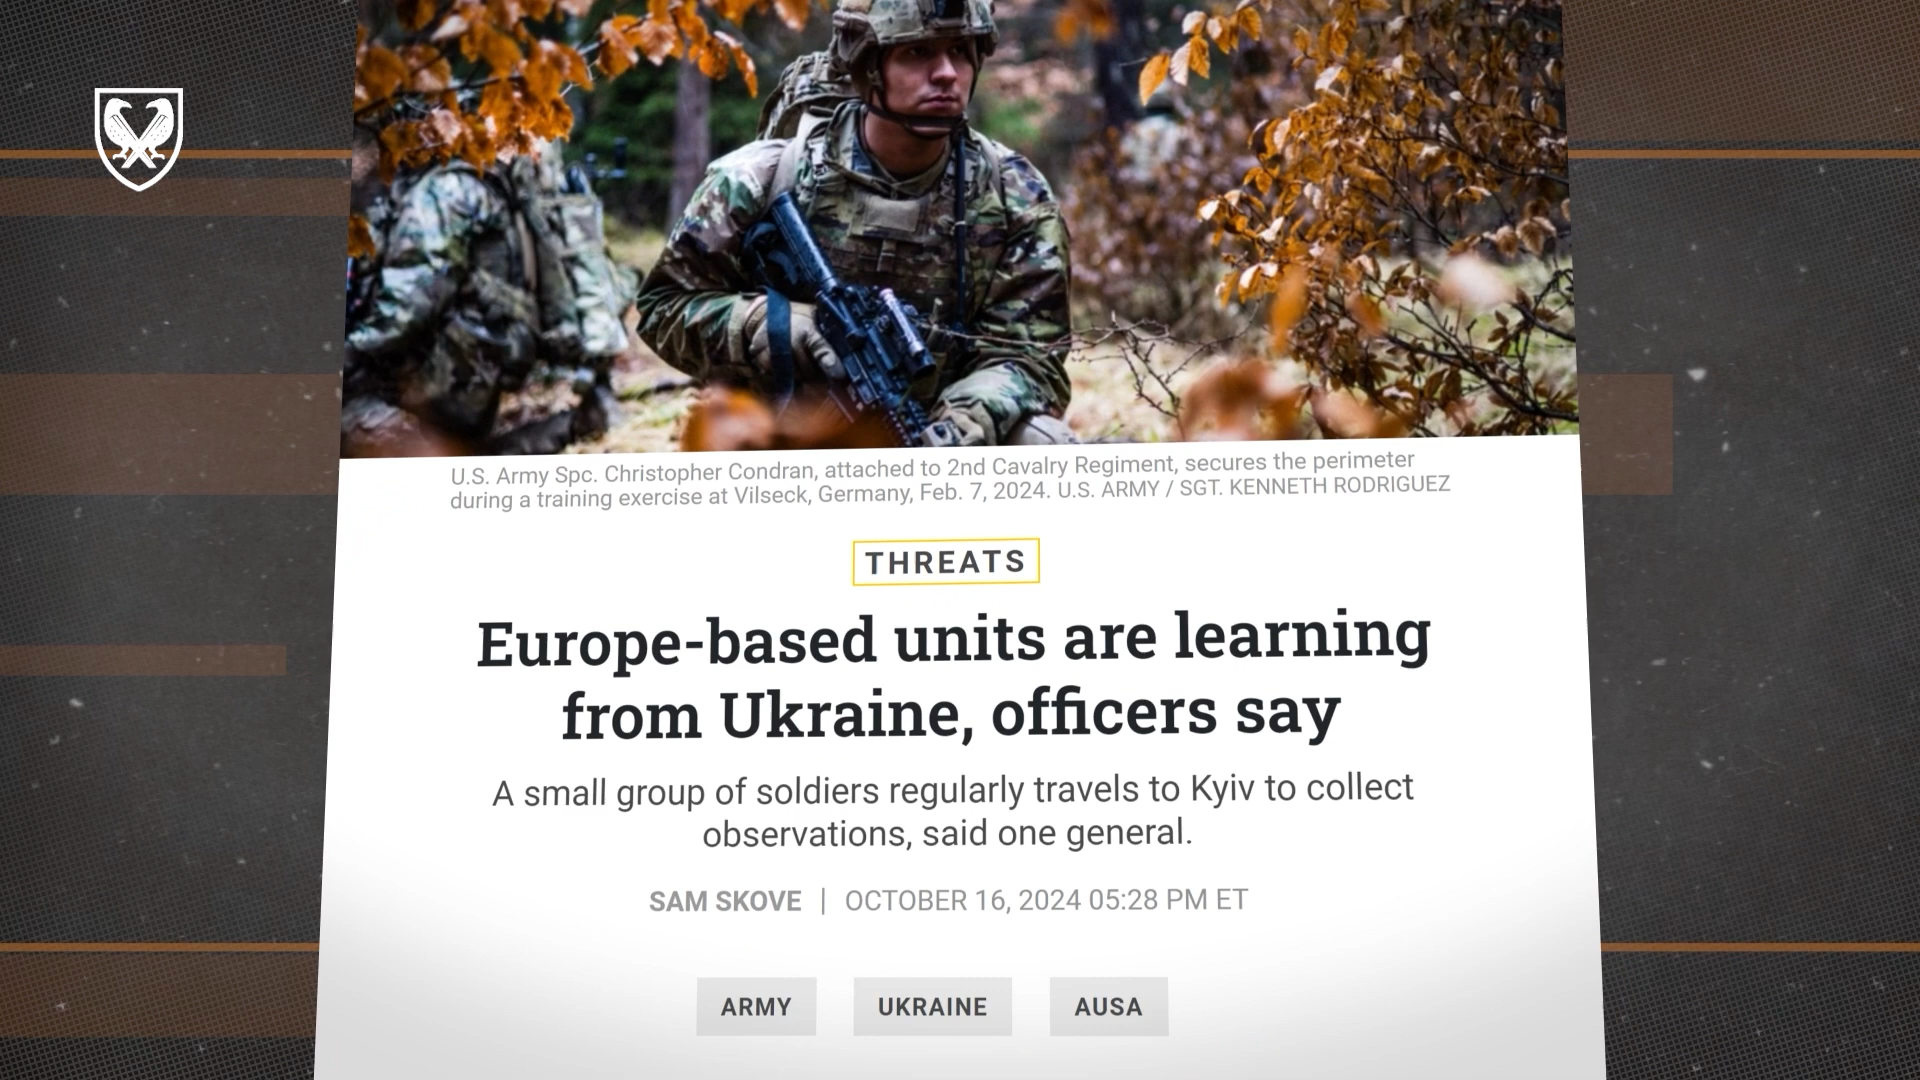 U.S. Army Spc. Christopher Condran, attached to 2nd Cavalry Regiment, secures the perimeter
during a training exercise at Vilseck, Germany, Feb. 7, 2024. U.S. ARMY / SGT. KENNETH RODRIGUEZ
THREATS
Europe-based units are learning
from Ukraine, officers say
A small group of soldiers regularly travels to Kyiv to collect
observations, said one general.
SAM SKOVE | OCTOBER 16, 2024 05:28 PM ET
ARMY UKRAINE AUSA